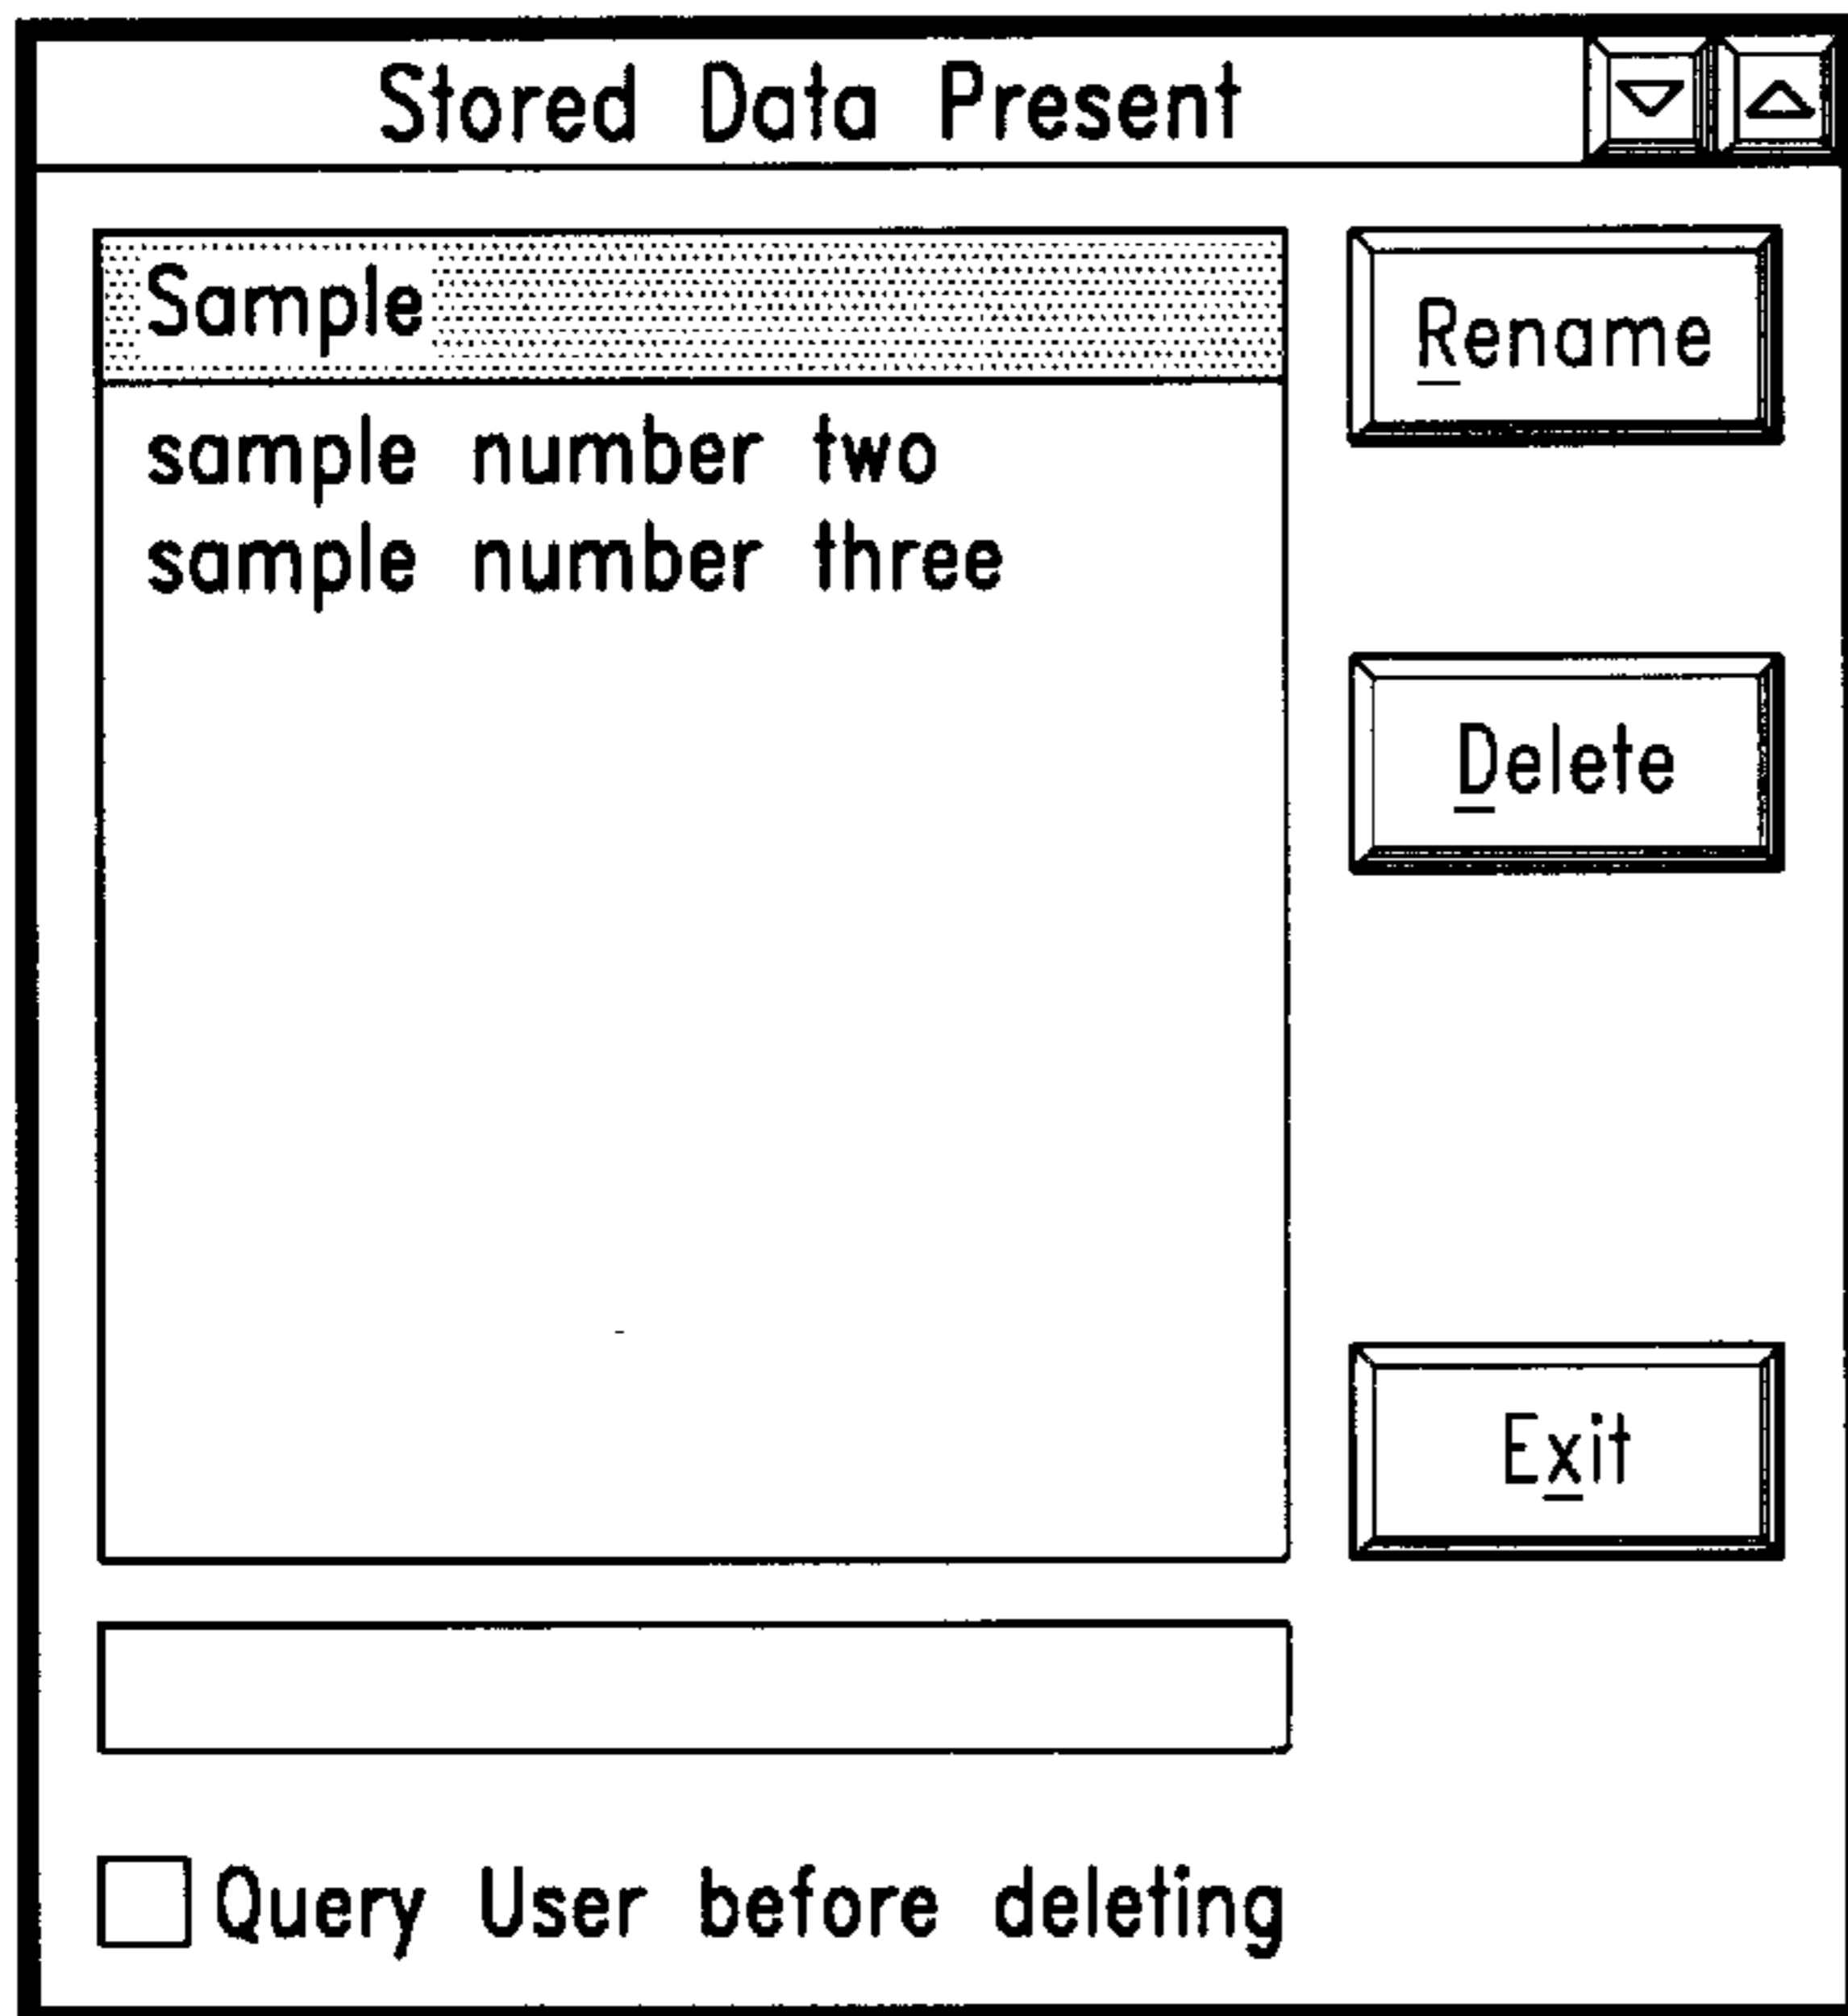 Stored Data Present
Sample
sample number two
sample number three
Rename
Delete
Exit
Query User before deleting